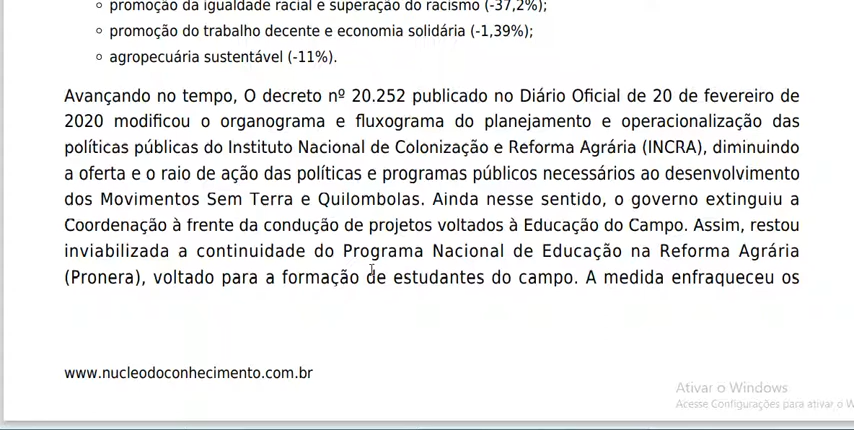 ◦ promoção da igualdade racial e superação do racismo (-37,2%);
◦ promoção do trabalho decente e economia solidária (-1,39%);
◦ agropecuária sustentável (-11%).
Avançando no tempo, O decreto nº 20.252 publicado no Diário Oficial de 20 de fevereiro de
2020 modificou o organograma e fluxograma do planejamento e operacionalização das
políticas públicas do Instituto Nacional de Colonização e Reforma Agrária (INCRA), diminuindo
a oferta e o raio de ação das políticas e programas públicos necessários ao desenvolvimento
dos Movimentos Sem Terra e Quilombolas. Ainda nesse sentido, o governo extinguiu a
Coordenação à frente da condução de projetos voltados à Educação do Campo. Assim, restou
inviabilizada a continuidade do Programa Nacional de Educação na Reforma Agrária
(Pronera), voltado para a formação de estudantes do campo. A medida enfraqueceu os
www.nucleodoconhecimento.com.br
Ativar o Windows
Acesse Configurações para ativar o W